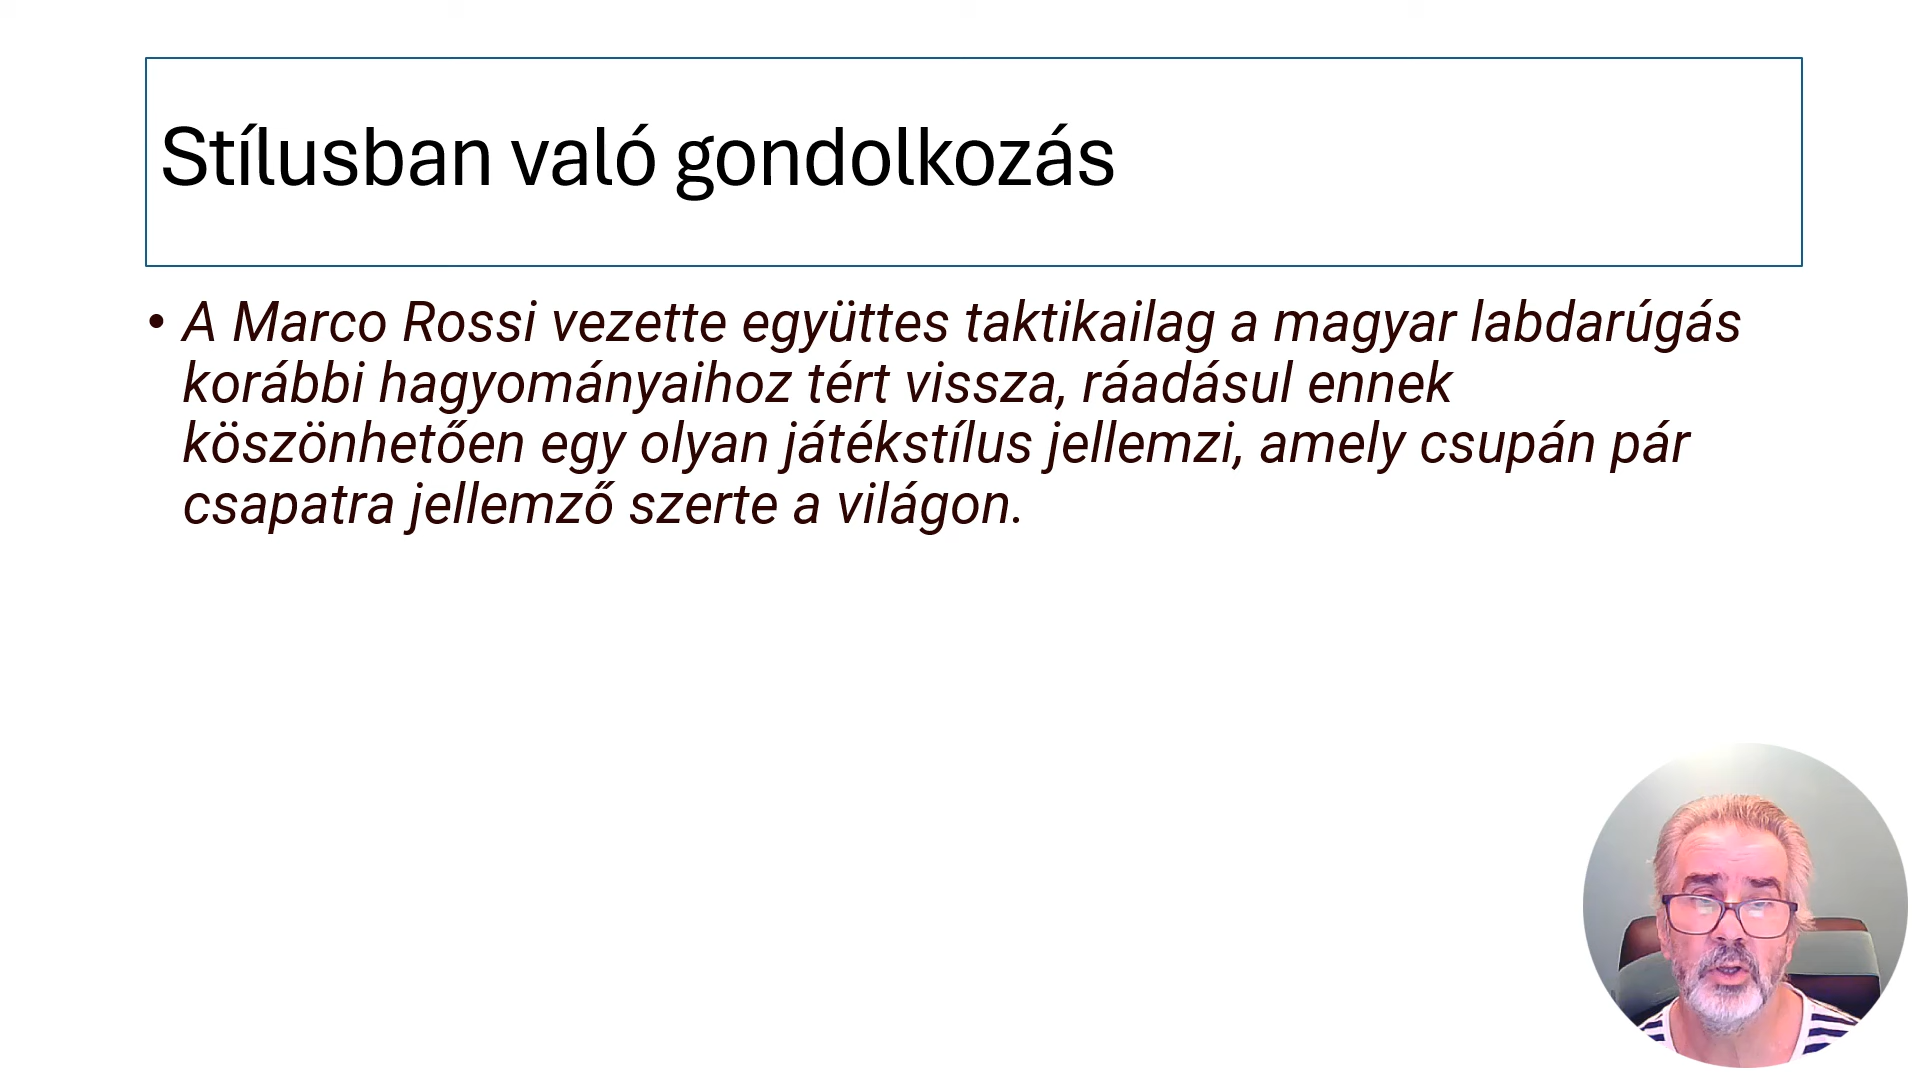 Stílusban való gondolkozás
• A Marco Rossi vezette együttes taktikailag a magyar labdarúgás
korábbi hagyományaihoz tért vissza, ráadásul ennek
köszönhetően egy olyan játékstílus jellemzi, amely csupán pár
csapatra jellemző szerte a világon.